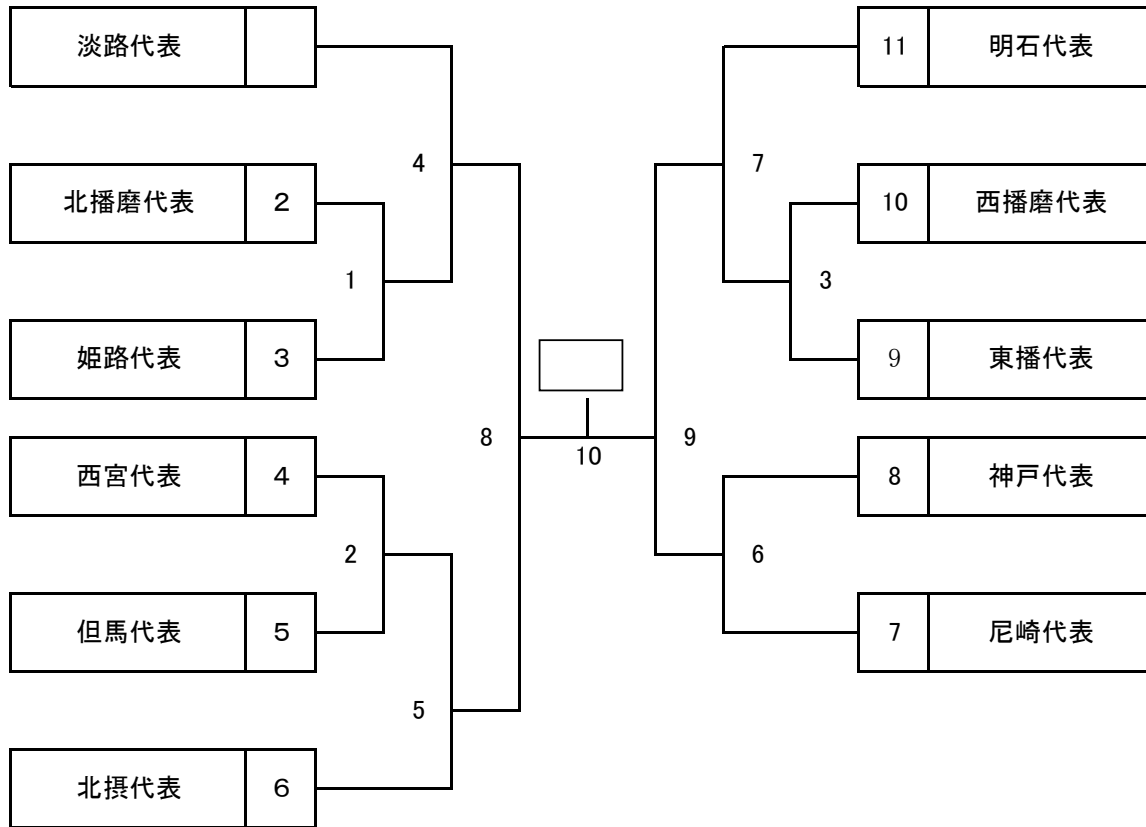 淡路代表
11 明石代表
4
7
北播磨代表 2
10 西播磨代表
1
3
姫路代表 3
9 東播代表
8
10
9
西宮代表 4
8 神戸代表
2
6
但馬代表 5
7 尼崎代表
5
北摂代表 6